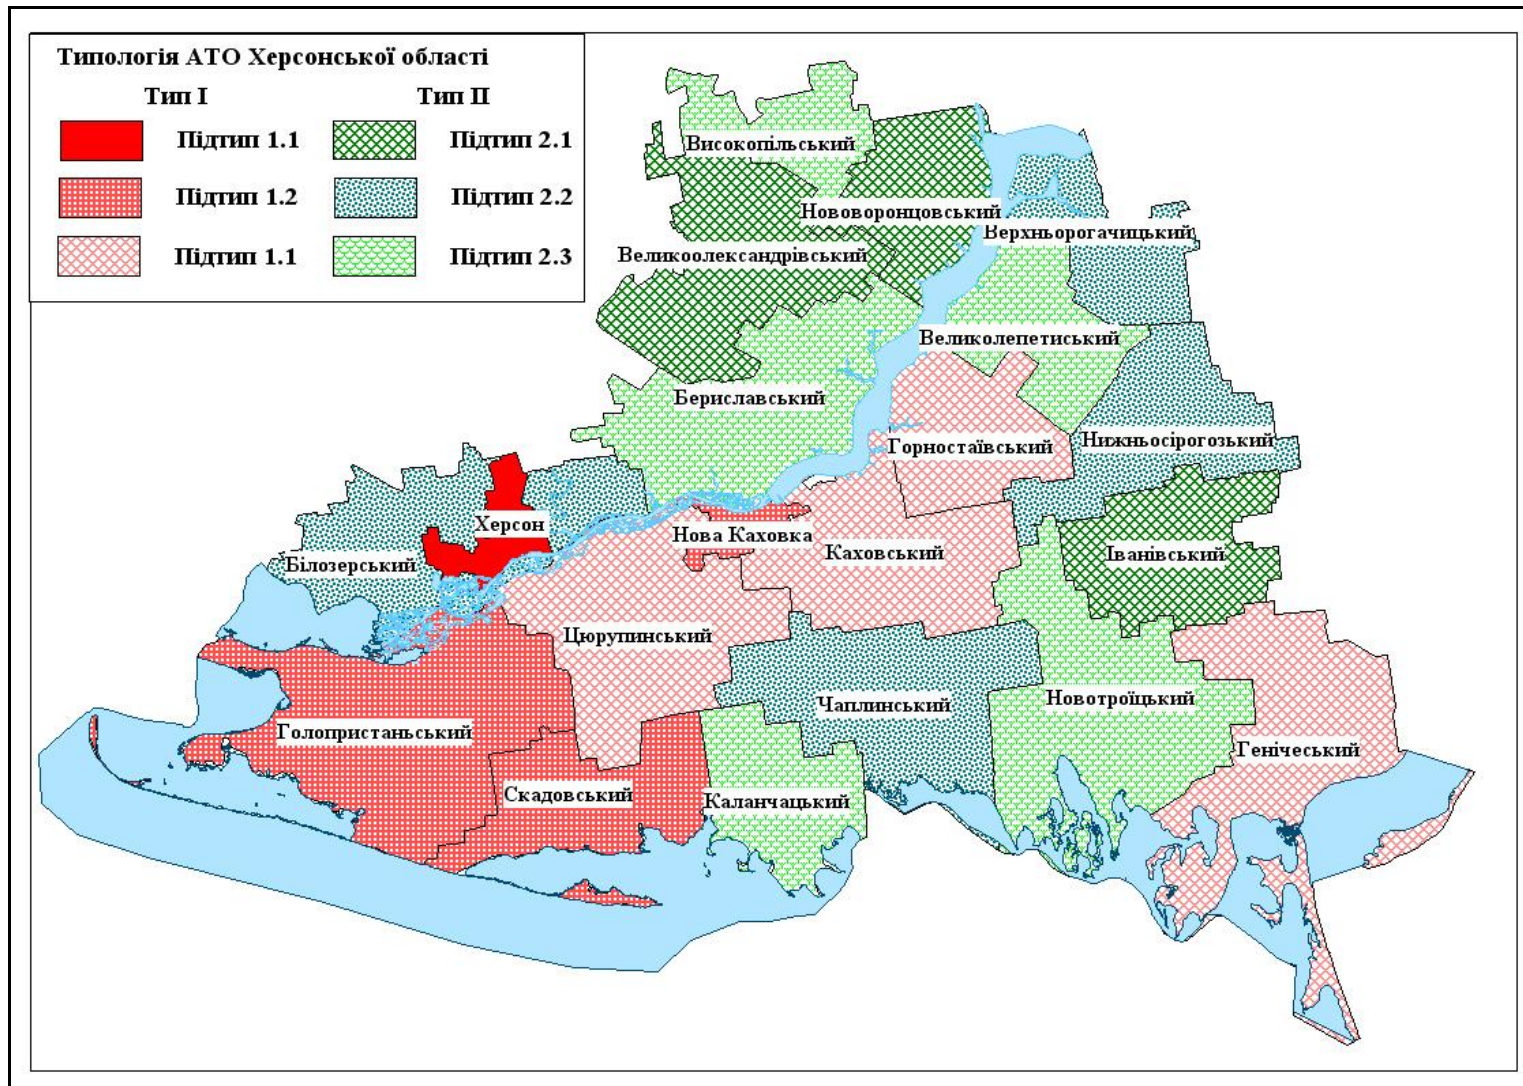 Типологія АТО Херсонської області
Тип І Тип ІІ
Підтип 1.1 Підтип 2.1
Підтип 1.2 Підтип 2.2
Підтип 1.1 Підтип 2.3
Високопільський
Нововоронцовський
Верхньорогачицький
Великоолександрівський
Великолепетиський
Бериславський
Горностаївський
Нижньосірогозький
Херсон
Нова Каховка
Каховський
Іванівський
Білозерський
Цюрупинський
Чаплинський
Новотроїцький
Голопристаньський
Генічеський
Скадовський
Каланчацький